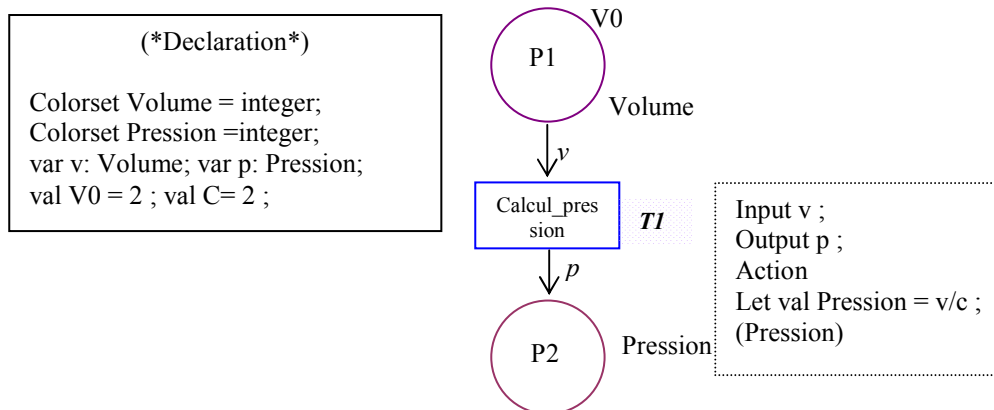 (*Declaration*)
Colorset Volume = integer;
Colorset Pression =integer;
var v: Volume; var p: Pression;
val V0 = 2 ; val C= 2 ;
V0
P1
Volume
v
Calcul_pres
sion
T1
p
P2
Pression
Input v ;
Output p ;
Action
Let val Pression = v/c ;
(Pression)